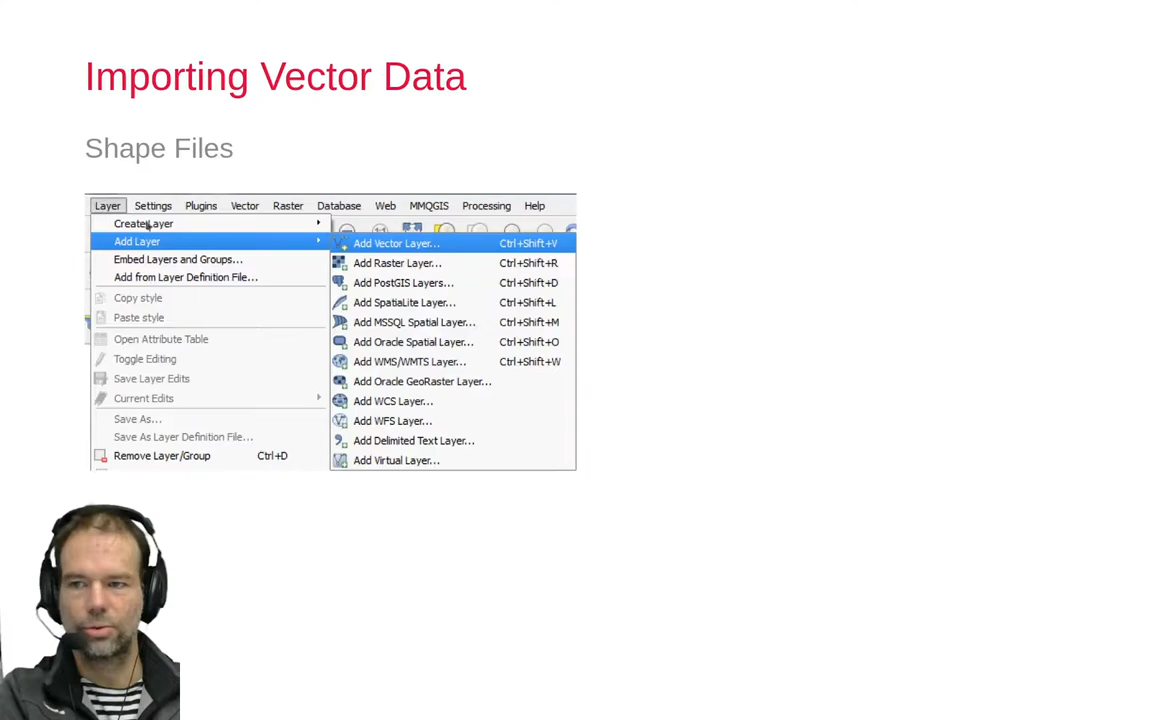 Importing Vector Data
Shape Files
Layer Settings Plugins Vector Raster Database Web MMQGIS Processing Help
Create Layer
Add Layer
Embed Layers and Groups...
Add from Layer Definition File...
Copy style
Paste style
Open Attribute Table
Toggle Editing
Save Layer Edits
Current Edits
Save As...
Save As Layer Definition File...
Remove Layer/Group Ctrl+D
Add Vector Layer... Ctrl+Shift+V
Add Raster Layer... Ctrl+Shift+R
Add PostGIS Layers... Ctrl+Shift+D
Add SpatiaLite Layer... Ctrl+Shift+L
Add MSSQL Spatial Layer... Ctrl+Shift+M
Add Oracle Spatial Layer... Ctrl+Shift+O
Add WMS/WMTS Layer... Ctrl+Shift+W
Add Oracle GeoRaster Layer...
Add WCS Layer...
Add WFS Layer...
Add Delimited Text Layer...
Add Virtual Layer...